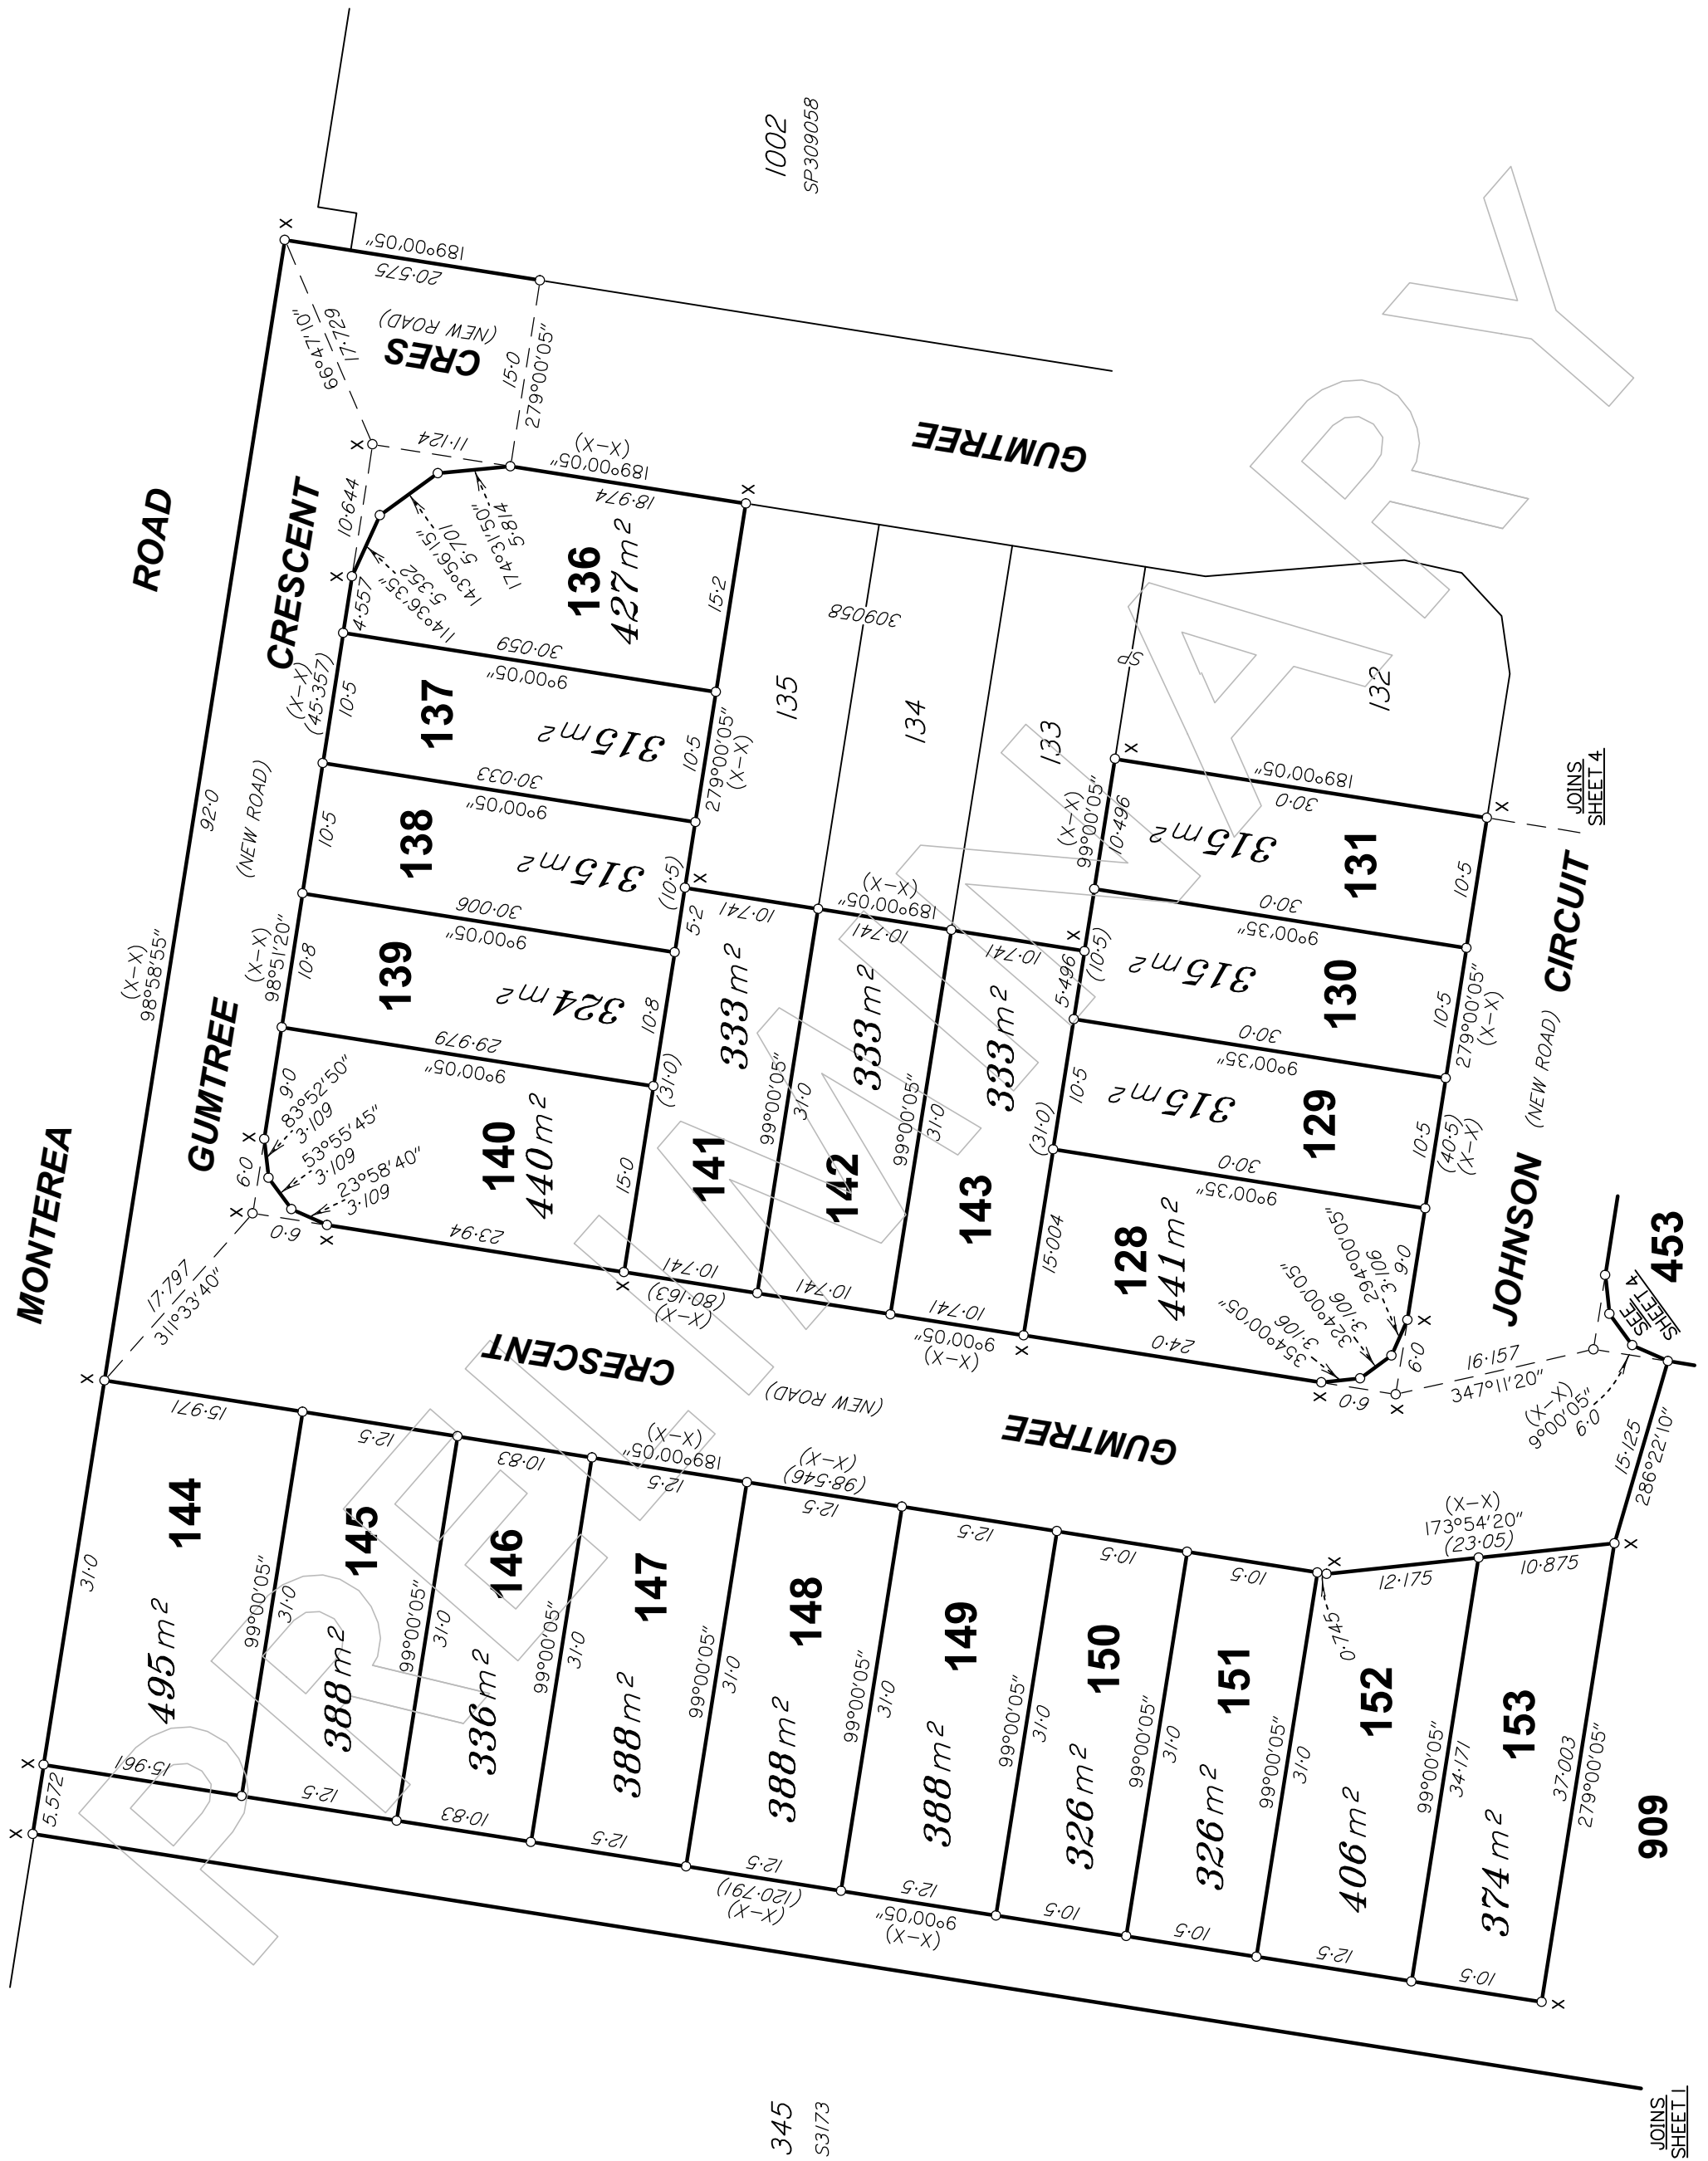 MONTEREA
ROAD
(X–X)
98°58'55"
92·0
GUMTREE
CRESCENT
(NEW ROAD)
(X–X)
98°51'20"
(X–X)
(45·357)
66°47'10"
17·729
CRES
(NEW ROAD)
20·575
189°00'05"
1002
SP309058
15·0
279°00'05"
GUMTREE
11·124
10·644
4·557
114°36'35"
5·352
143°56'15"
5·701
174°31'50"
5·814
(X–X)
189°00'05"
18·974
136
427m²
15·2
30·059
9°00'05"
137
315m²
10·5
10·5
30·033
9°00'05"
138
315m²
10·5
(10·5)
279°00'05"
(X–X)
30·006
9°00'05"
139
324m²
10·8
10·8
5·2
29·979
9°00'05"
140
440m²
9·0
83°52'50"
3·109
53°55'45"
3·109
23°58'40"
3·109
6·0
6·0
17·797
311°33'40"
23·94
15·0
(31·0)
135
309058
134
133
SP
132
141
333m²
10·741
10·741
99°00'05"
31·0
142
333m²
10·741
10·741
99°00'05"
31·0
143
333m²
10·741
10·741
(31·0)
(X–X)
189°00'05"
(X–X)
(80·163)
(X–X)
9°00'05"
(X–X)
99°00'05"
10·496
5·496
(10·5)
10·5
15·004
131
315m²
30·0
189°00'05"
10·5
130
315m²
30·0
9°00'35"
10·5
129
315m²
30·0
9°00'35"
10·5
128
441m²
30·0
9°00'35"
9·0
24·0
354°00'05"
3·106
324°00'05"
3·106
294°00'05"
3·106
6·0
6·0
279°00'05"
(X–X)
(40·5)
(X–X)
JOHNSON
(NEW ROAD)
CIRCUIT
JOINS
SHEET 4
16·157
347°11'20"
453
SEE
SHEET 4
(X–X)
9°00'05"
6·0
15·125
286°22'10"
CRESCENT
(NEW ROAD)
GUMTREE
144
495m²
31·0
15·971
15·961
5.572
99°00'05"
31·0
145
388m²
12·5
12·5
99°00'05"
31·0
146
336m²
10·83
10·83
99°00'05"
31·0
147
388m²
12·5
12·5
99°00'05"
31·0
148
388m²
12·5
12·5
99°00'05"
31·0
149
388m²
12·5
12·5
99°00'05"
31·0
150
326m²
10·5
10·5
99°00'05"
31·0
151
326m²
10·5
10·5
99°00'05"
31·0
152
406m²
0·745
12·175
12·5
99°00'05"
34·171
153
374m²
10·875
10·5
37·003
279°00'05"
(X–X)
189°00'05"
(X–X)
(98·546)
(X–X)
173°54'20"
(23·05)
(X–X)
(120·791)
9°00'05"
(X–X)
909
345
S3173
JOINS
SHEET 1
PRELIMINARY